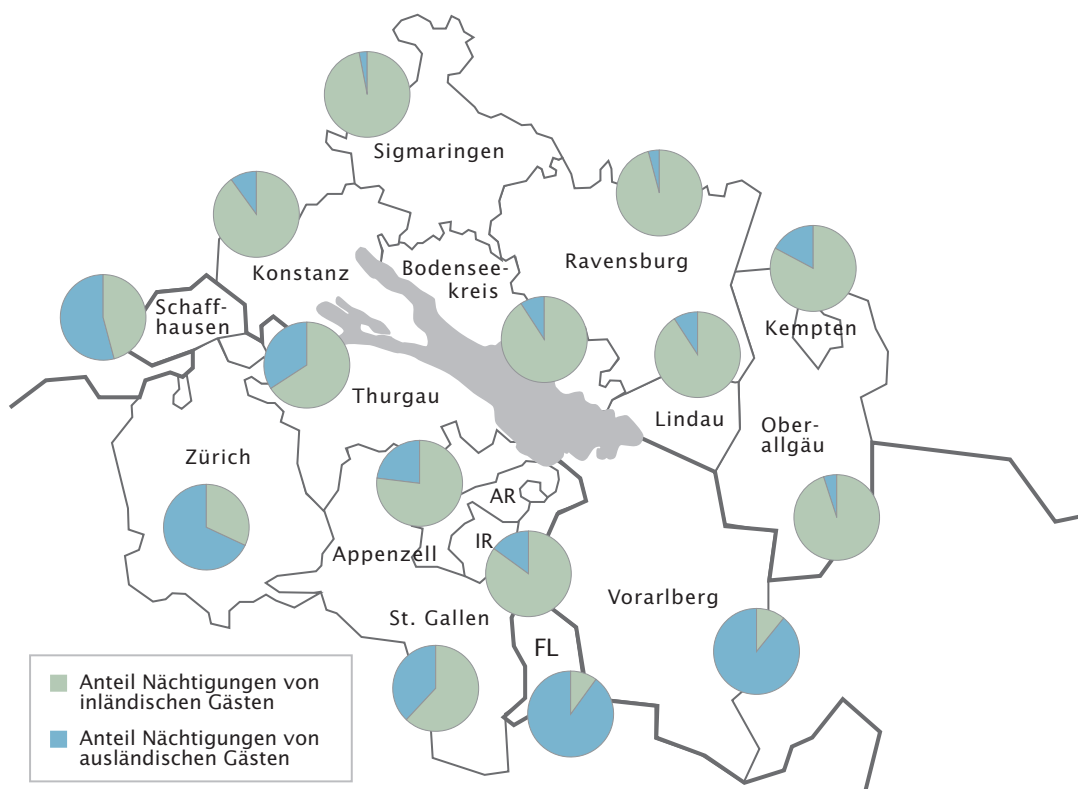 Sigmaringen
Ravensburg
Konstanz
Bodensee-
kreis
Schaff-
hausen
Kempten
Thurgau
Lindau
Ober-
allgäu
Zürich
AR
IR
Appenzell
Vorarlberg
St. Gallen
FL
Anteil Nächtigungen von
inländischen Gästen
Anteil Nächtigungen von
ausländischen Gästen